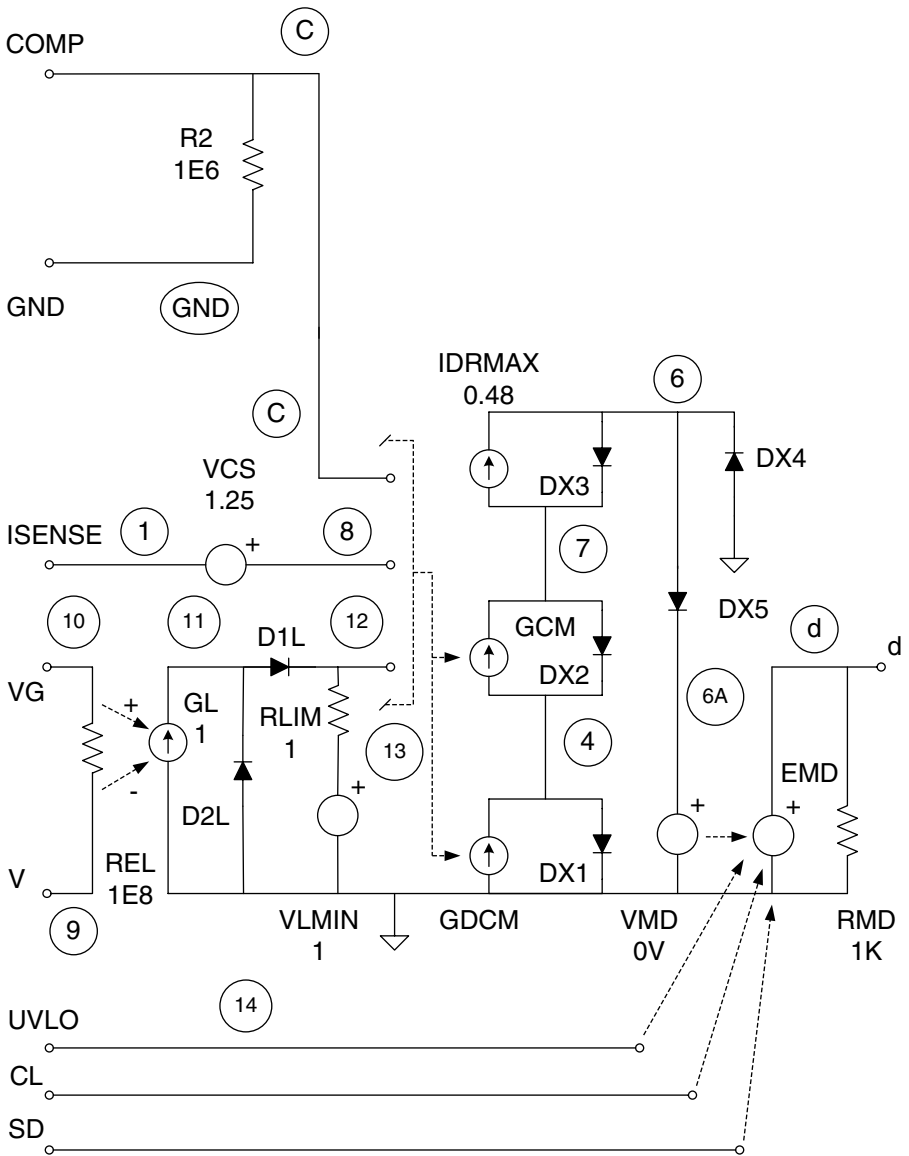 C
COMP
R2
1E6
GND
GND
IDRMAX
0.48
6
C
VCS
1.25
DX3
DX4
ISENSE
1
+
8
7
10
11
D1L
12
GCM
DX5
d
d
VG
+
GL
1
RLIM
1
DX2
6A
-
13
4
D2L
+
EMD
+
+
V
REL
1E8
DX1
9
VLMIN
1
GDCM
VMD
0V
RMD
1K
14
UVLO
CL
SD